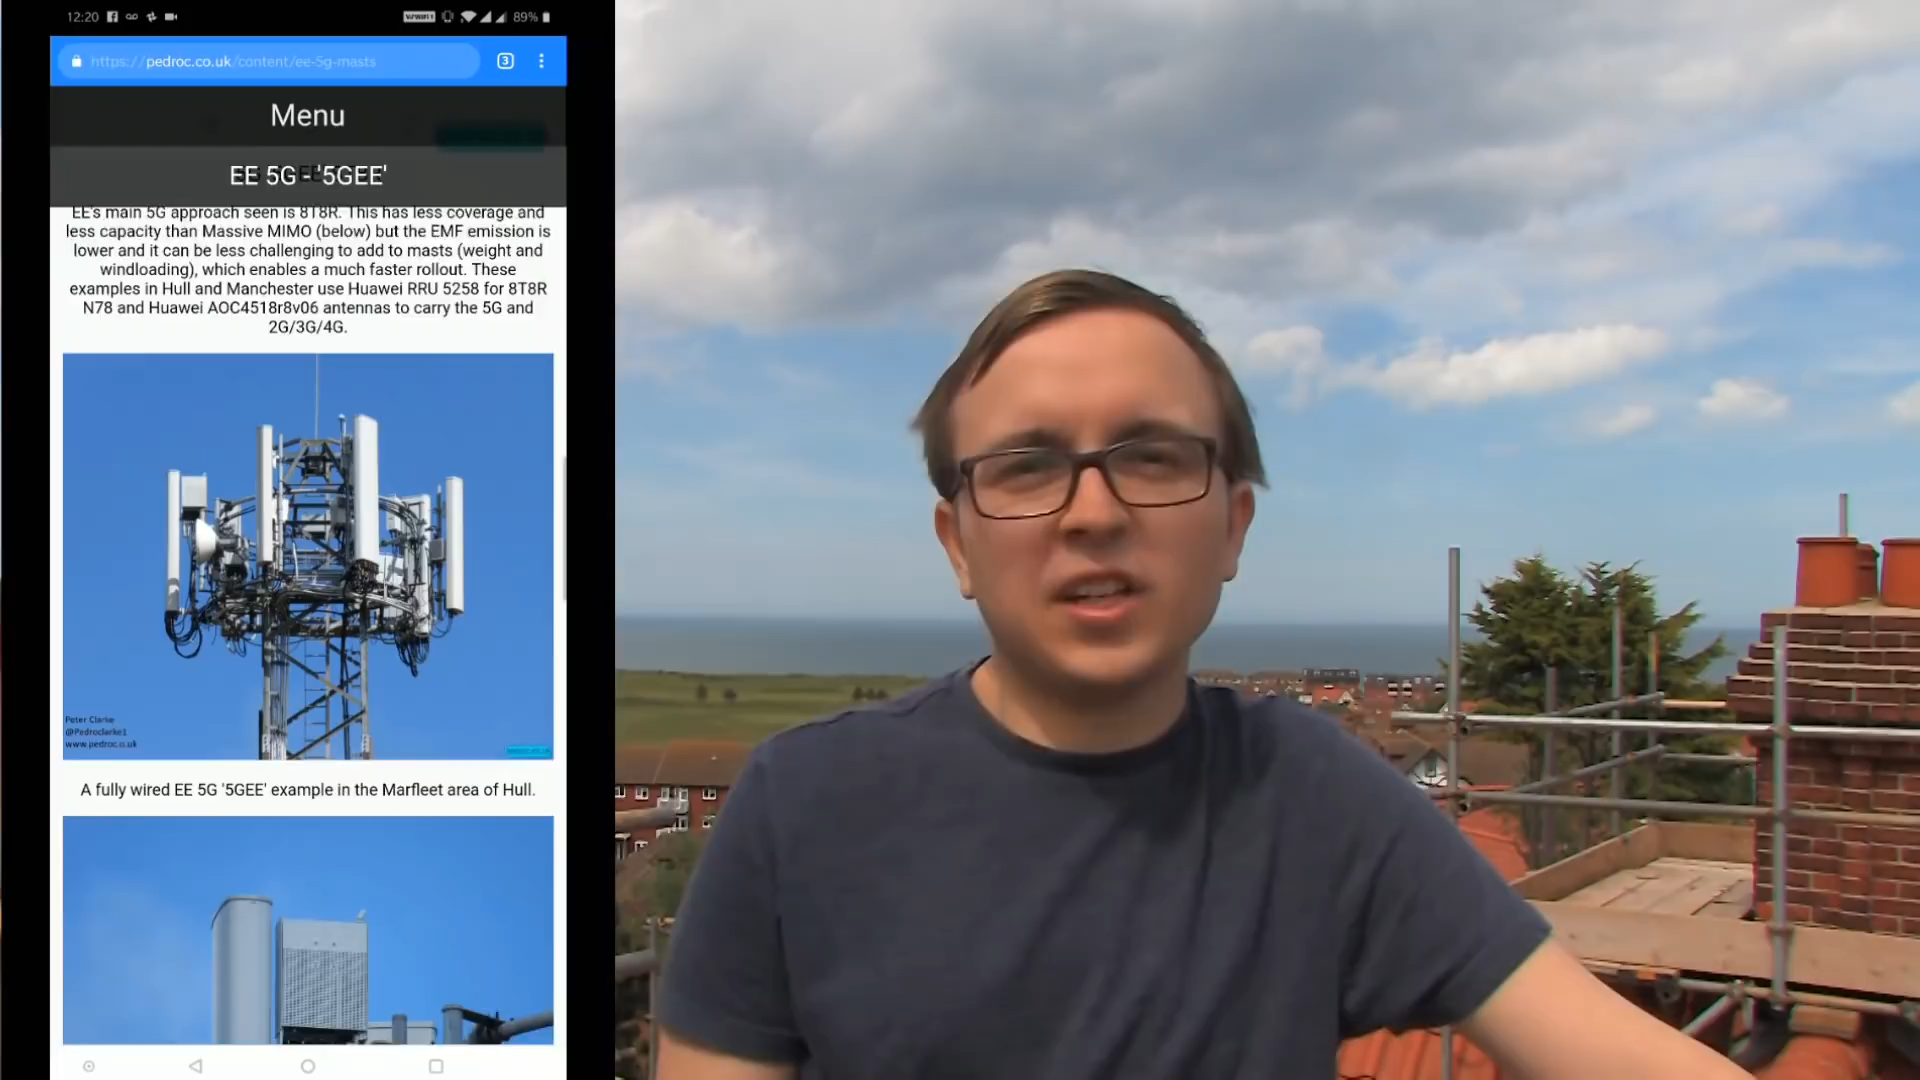 12:20
89%
https://pedroc.co.uk/content/ee-5g-masts
3
Menu
EE 5G - '5GEE'
EE's main 5G approach seen is 8T8R. This has less coverage and
less capacity than Massive MIMO (below) but the EMF emission is
lower and it can be less challenging to add to masts (weight and
windloading), which enables a much faster rollout. These
examples in Hull and Manchester use Huawei RRU 5258 for 8T8R
N78 and Huawei AOC4518r8v06 antennas to carry the 5G and
2G/3G/4G.
Peter Clarke
@Pedroclarke1
www.pedroc.o.uk
A fully wired EE 5G '5GEE' example in the Marfleet area of Hull.